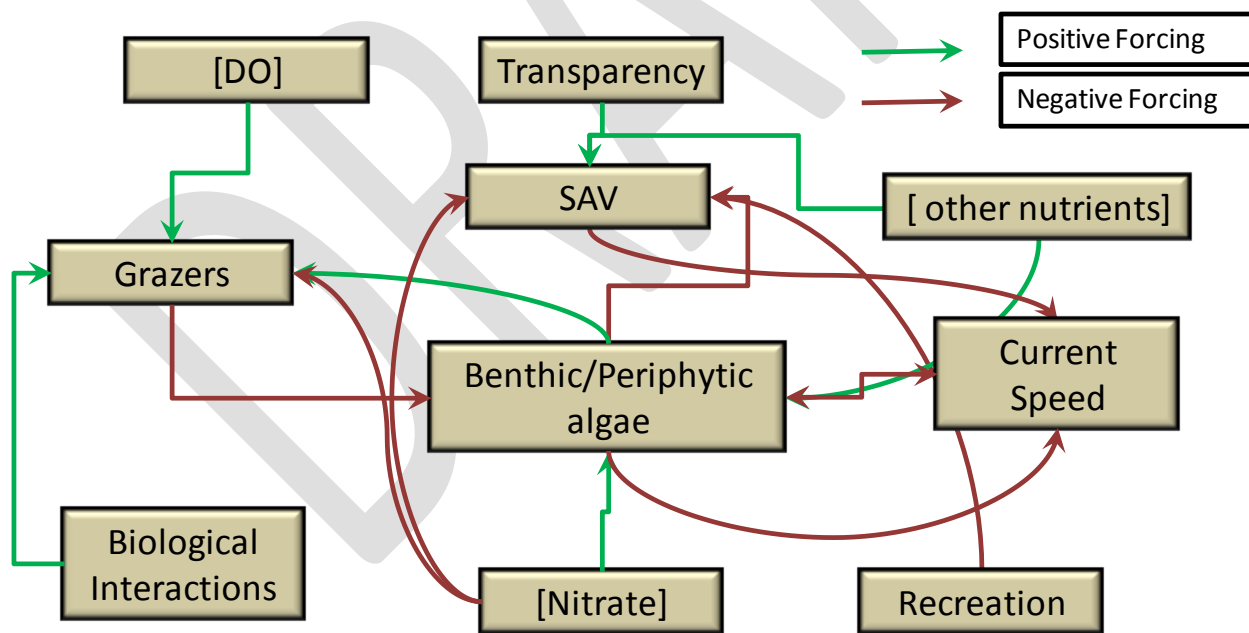 [DO]
Transparency
Positive Forcing
Negative Forcing
SAV
[ other nutrients]
Grazers
Benthic/Periphytic
algae
Current
Speed
Biological
Interactions
[Nitrate]
Recreation